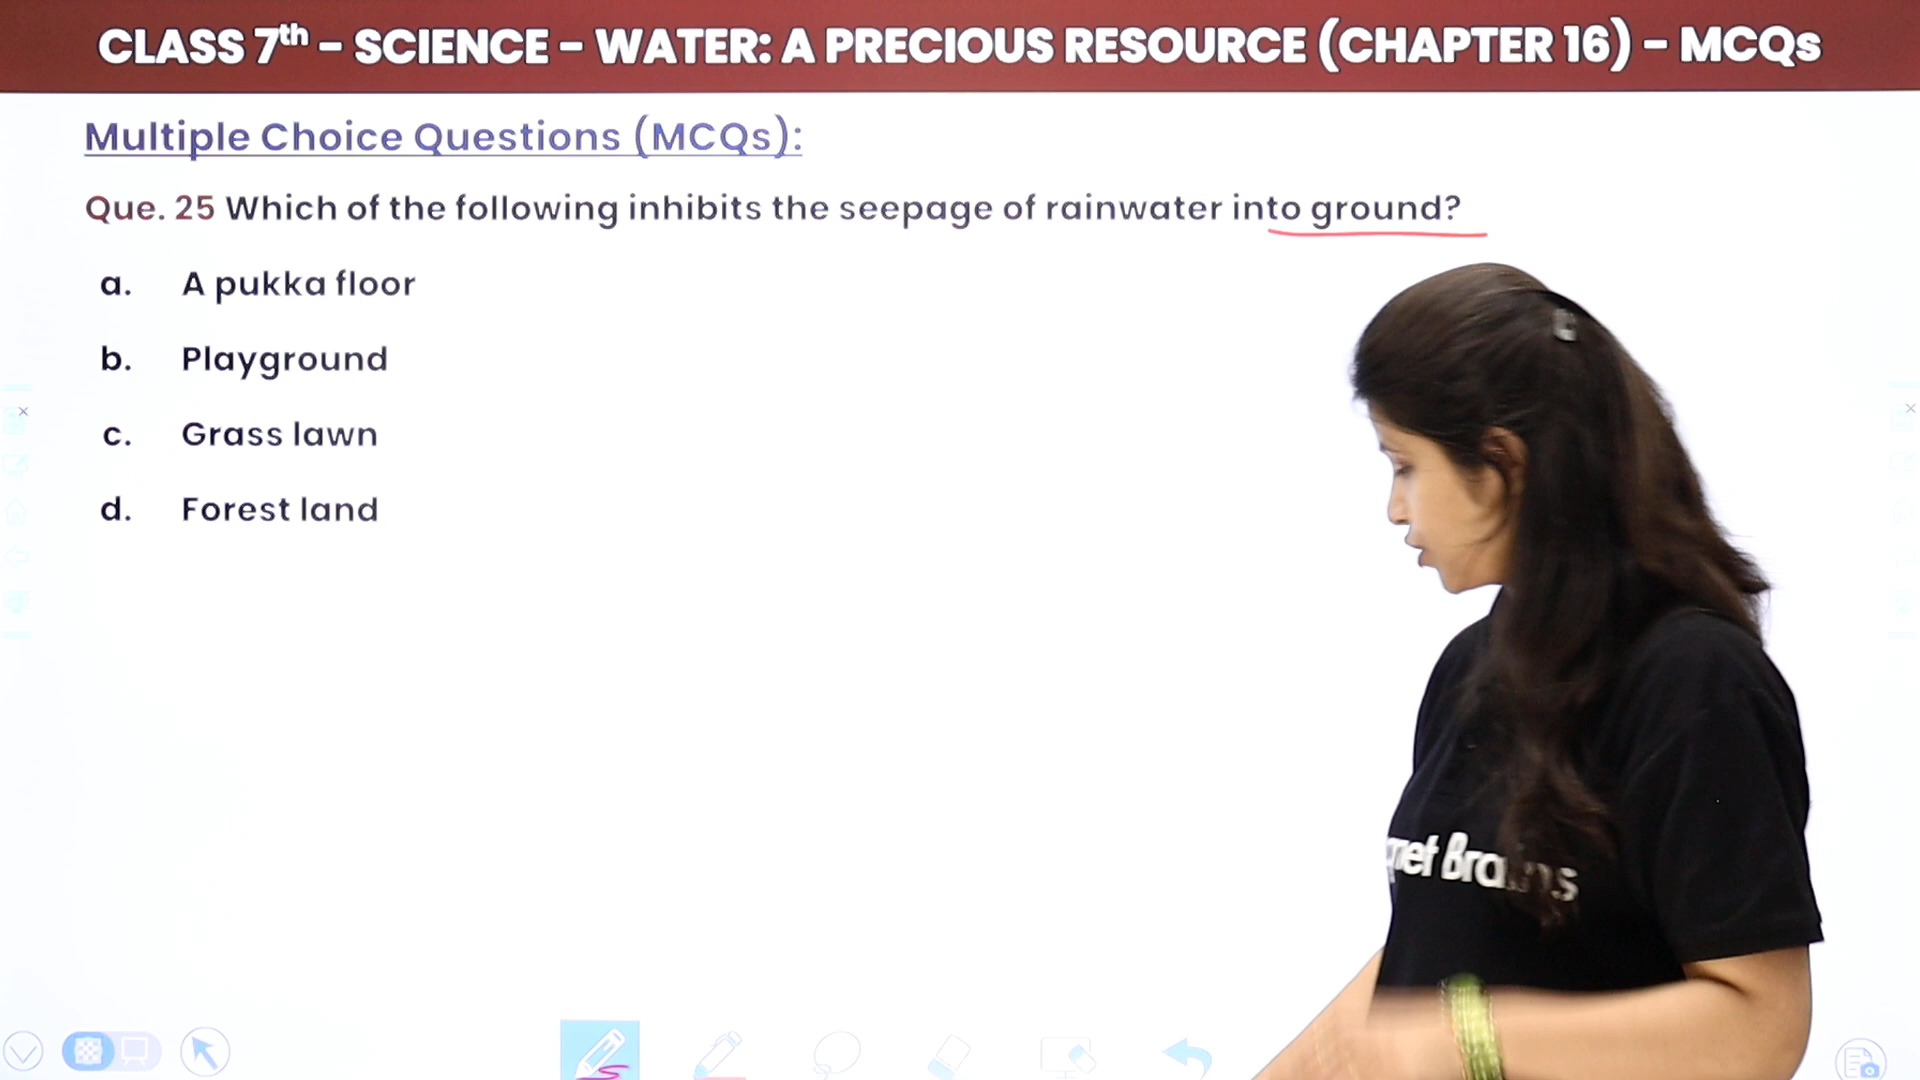 CLASS 7th – SCIENCE – WATER: A PRECIOUS RESOURCE (CHAPTER 16) – MCQs
Multiple Choice Questions (MCQs):
Que. 25 Which of the following inhibits the seepage of rainwater into ground?
a. A pukka floor
b. Playground
c. Grass lawn
d. Forest land